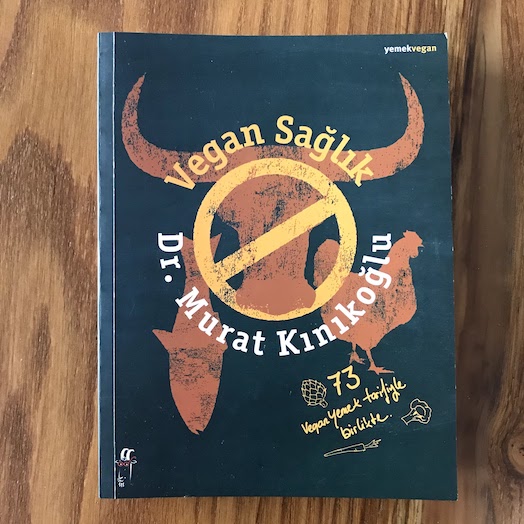 yemekvegan
Vegan Sağlık
Dr. Murat Kınıkoğlu
73
Vegan yemek tarifiyle
birlikte.